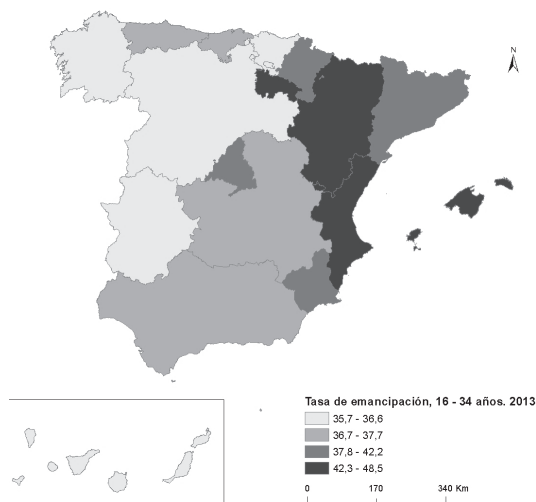 N
Tasa de emancipación, 16 - 34 años. 2013
35,7 - 36,6
36,7 - 37,7
37,8 - 42,2
42,3 - 48,5
0 170 340 Km